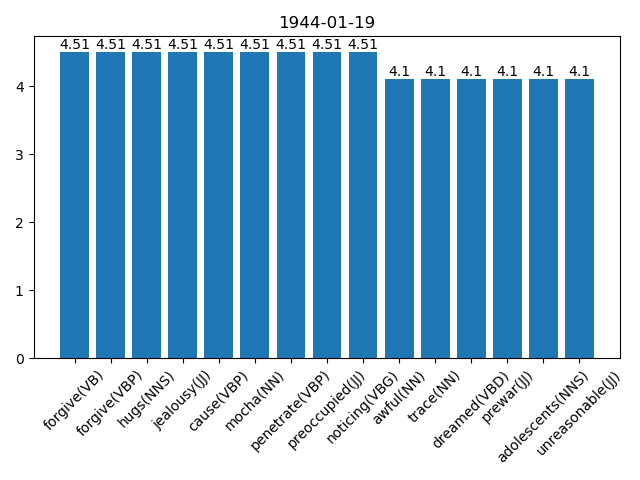 1944-01-19
4.51 4.51 4.51 4.51 4.51 4.51 4.51 4.51 4.51
4.1 4.1 4.1 4.1 4.1 4.1
4
3
2
1
0
forgive(VB)
forgive(VBP)
hugs(NNS)
jealousy(JJ)
cause(VBP)
mocha(NN)
penetrate(VBP)
preoccupied(JJ)
noticing(VBG)
awful(NN)
trace(NN)
dreamed(VBD)
prewar(JJ)
adolescents(NNS)
unreasonable(JJ)